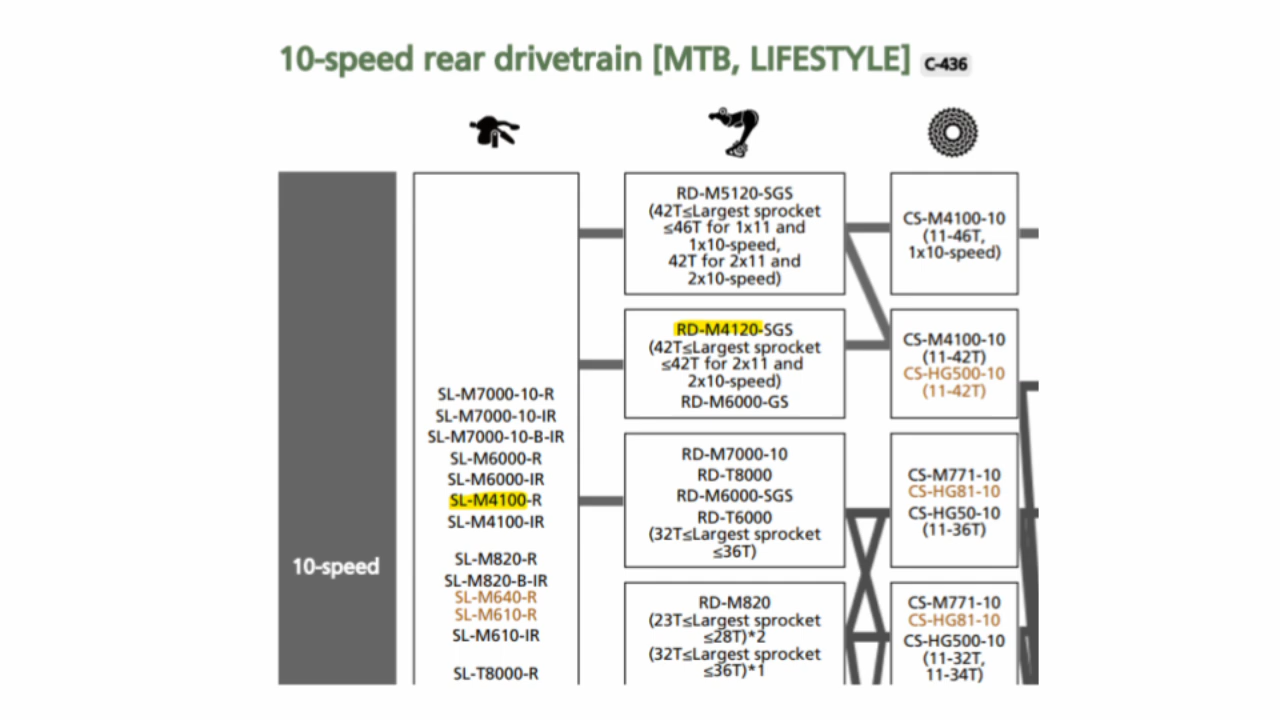 10-speed rear drivetrain [MTB, LIFESTYLE] C-436
10-speed
SL-M7000-10-R
SL-M7000-10-IR
SL-M7000-10-B-IR
SL-M6000-R
SL-M6000-IR
SL-M4100-R
SL-M4100-IR
SL-M820-R
SL-M820-B-IR
SL-M640-R
SL-M610-R
SL-M610-IR
SL-T8000-R
RD-M5120-SGS
(42T≤Largest sprocket
≤46T for 1x11 and
1x10-speed,
42T for 2x11 and
2x10-speed)
RD-M4120-SGS
(42T≤Largest sprocket
≤42T for 2x11 and
2x10-speed)
RD-M6000-GS
RD-M7000-10
RD-T8000
RD-M6000-SGS
RD-T6000
(32T≤Largest sprocket
≤36T)
RD-M820
(23T≤Largest sprocket
≤28T)*2
(32T≤Largest sprocket
≤36T)*1
CS-M4100-10
(11-46T,
1x10-speed)
CS-M4100-10
(11-42T)
CS-HG500-10
(11-42T)
CS-M771-10
CS-HG81-10
CS-HG50-10
(11-36T)
CS-M771-10
CS-HG81-10
CS-HG500-10
(11-32T,
11-34T)